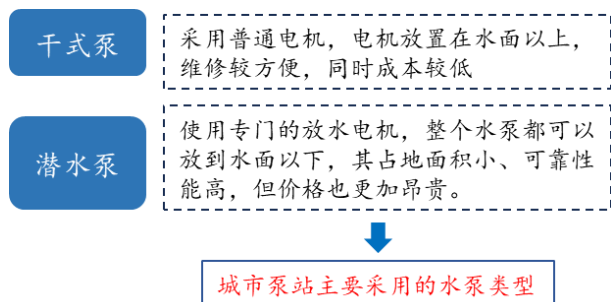 干式泵
采用普通电机，电机放置在水面以上，
维修较方便，同时成本较低
潜水泵
使用专门的放水电机，整个水泵都可以
放到水面以下，其占地面积小、可靠性
能高，但价格也更加昂贵。
城市泵站主要采用的水泵类型